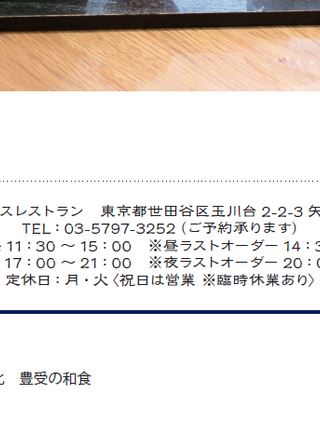 スレストラン　東京都世田谷区玉川台 2-2-3 矢
TEL：03-5797-3252（ご予約承ります）
11：30 ～ 15：00　※昼ラストオーダー 14：3
17：00 ～ 21：00　※夜ラストオーダー 20：0
定休日：月・火〈祝日は営業 ※臨時休業あり〉
豊受の和食